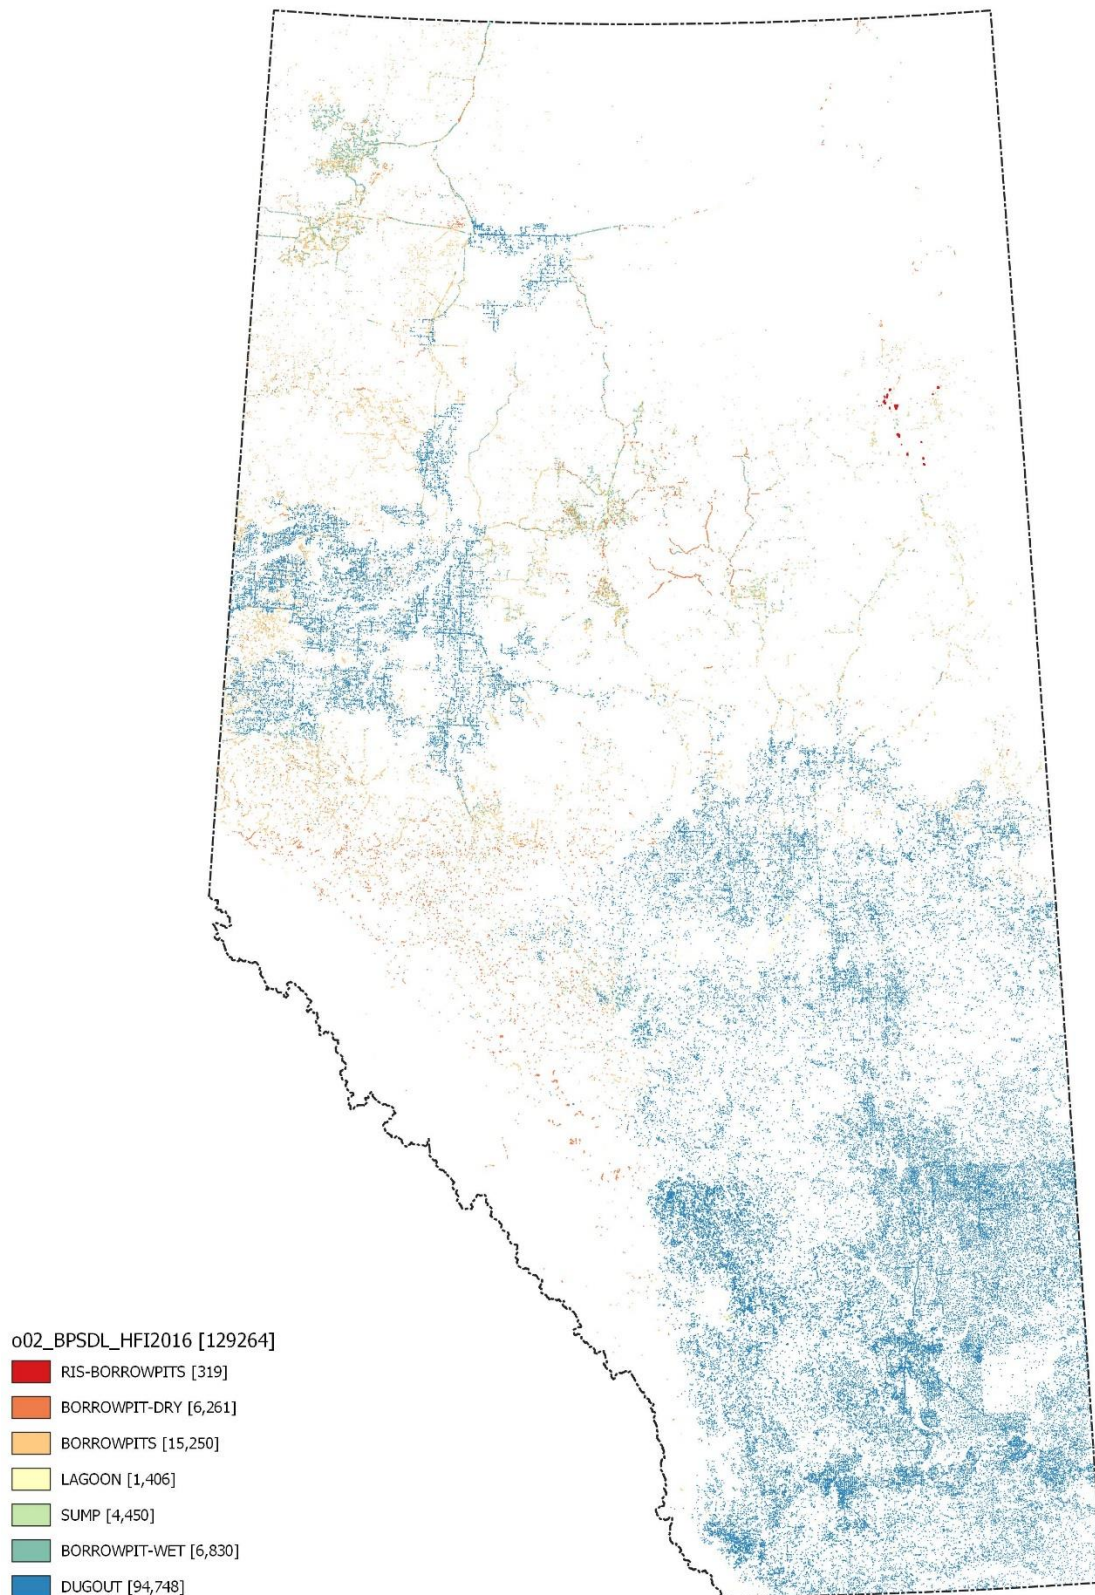 o02_BPSDL_HFI2016 [129264]
RIS-BORROWPITS [319]
BORROWPIT-DRY [6,261]
BORROWPITS [15,250]
LAGOON [1,406]
SUMP [4,450]
BORROWPIT-WET [6,830]
DUGOUT [94,748]